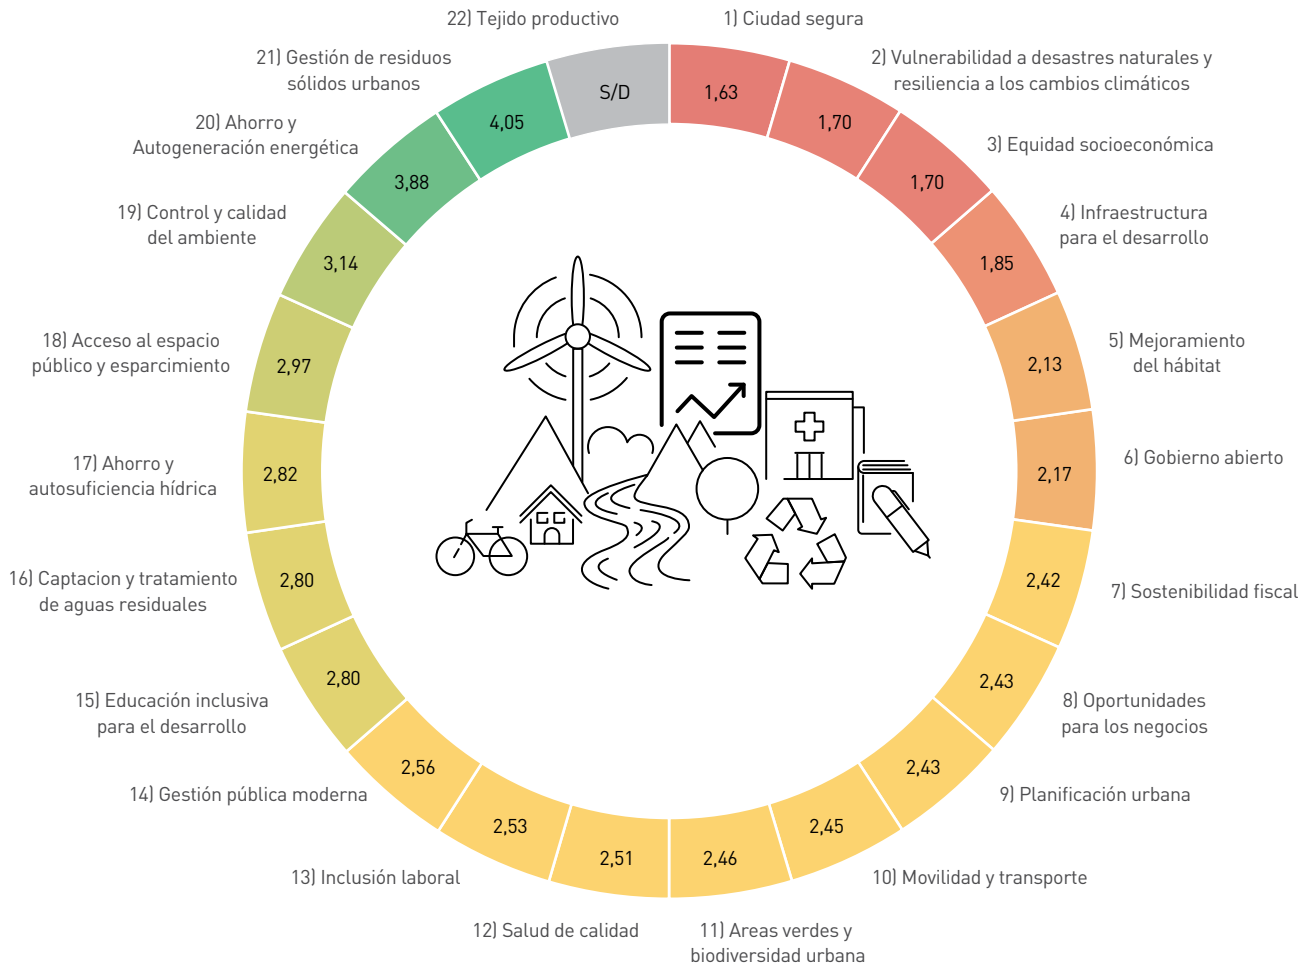 22) Tejido productivo
S/D
1) Ciudad segura
1,63
2) Vulnerabilidad a desastres naturales y
resiliencia a los cambios climáticos
1,70
3) Equidad socioeconómica
1,70
4) Infraestructura
para el desarrollo
1,85
5) Mejoramiento
del hábitat
2,13
6) Gobierno abierto
2,17
7) Sostenibilidad fiscal
2,42
8) Oportunidades
para los negocios
2,43
9) Planificación urbana
2,43
10) Movilidad y transporte
2,45
11) Areas verdes y
biodiversidad urbana
2,46
12) Salud de calidad
2,51
13) Inclusión laboral
2,53
14) Gestión pública moderna
2,56
15) Educación inclusiva
para el desarrollo
2,80
16) Captacion y tratamiento
de aguas residuales
2,80
17) Ahorro y
autosuficiencia hídrica
2,82
18) Acceso al espacio
público y esparcimiento
2,97
19) Control y calidad
del ambiente
3,14
20) Ahorro y
Autogeneración energética
3,88
21) Gestión de residuos
sólidos urbanos
4,05